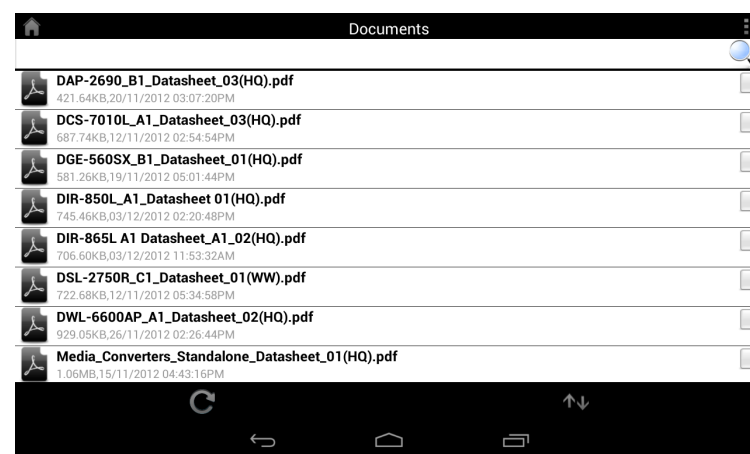 Documents
DAP-2690_B1_Datasheet_03(HQ).pdf
421.64KB,20/11/2012 03:07:20PM
DCS-7010L_A1_Datasheet_03(HQ).pdf
687.74KB,12/11/2012 02:54:54PM
DGE-560SX_B1_Datasheet_01(HQ).pdf
581.26KB,19/11/2012 05:01:44PM
DIR-850L_A1_Datasheet 01(HQ).pdf
745.46KB,03/12/2012 02:20:48PM
DIR-865L A1 Datasheet_A1_02(HQ).pdf
706.60KB,03/12/2012 11:53:32AM
DSL-2750R_C1_Datasheet_01(WW).pdf
722.68KB,12/11/2012 05:34:58PM
DWL-6600AP_A1_Datasheet_02(HQ).pdf
929.05KB,26/11/2012 02:26:44PM
Media_Converters_Standalone_Datasheet_01(HQ).pdf
1.06MB,15/11/2012 04:43:16PM